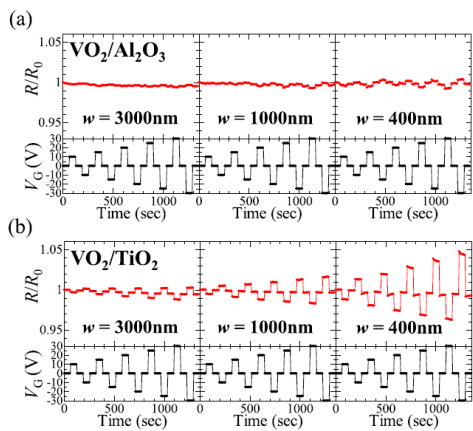 (a)
VO2/Al2O3
R/R0
1.05
1
0.95
w = 3000nm
w = 1000nm
w = 400nm
VG (V)
30
20
10
0
-10
-20
-30
0 500 1000 0 500 1000 0 500 1000
Time (sec) Time (sec) Time (sec)
(b)
VO2/TiO2
R/R0
1.05
1
0.95
w = 3000nm
w = 1000nm
w = 400nm
VG (V)
30
20
10
0
-10
-20
-30
0 500 1000 0 500 1000 0 500 1000
Time (sec) Time (sec) Time (sec)